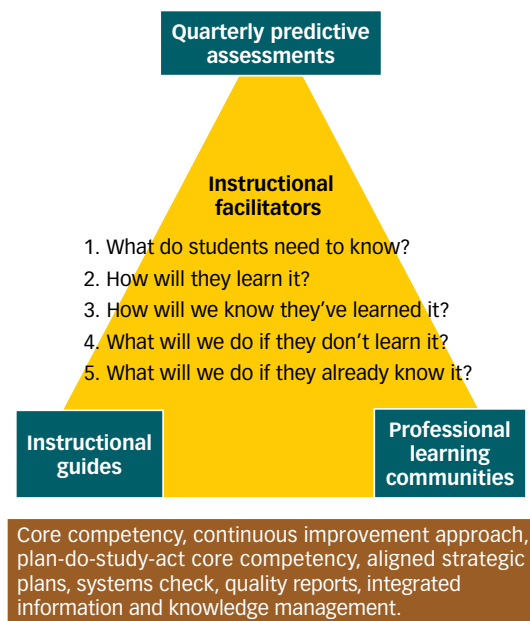 Quarterly predictive
assessments
Instructional
facilitators
1. What do students need to know?
2. How will they learn it?
3. How will we know they’ve learned it?
4. What will we do if they don’t learn it?
5. What will we do if they already know it?
Instructional
guides
Professional
learning
communities
Core competency, continuous improvement approach,
plan-do-study-act core competency, aligned strategic
plans, systems check, quality reports, integrated
information and knowledge management.